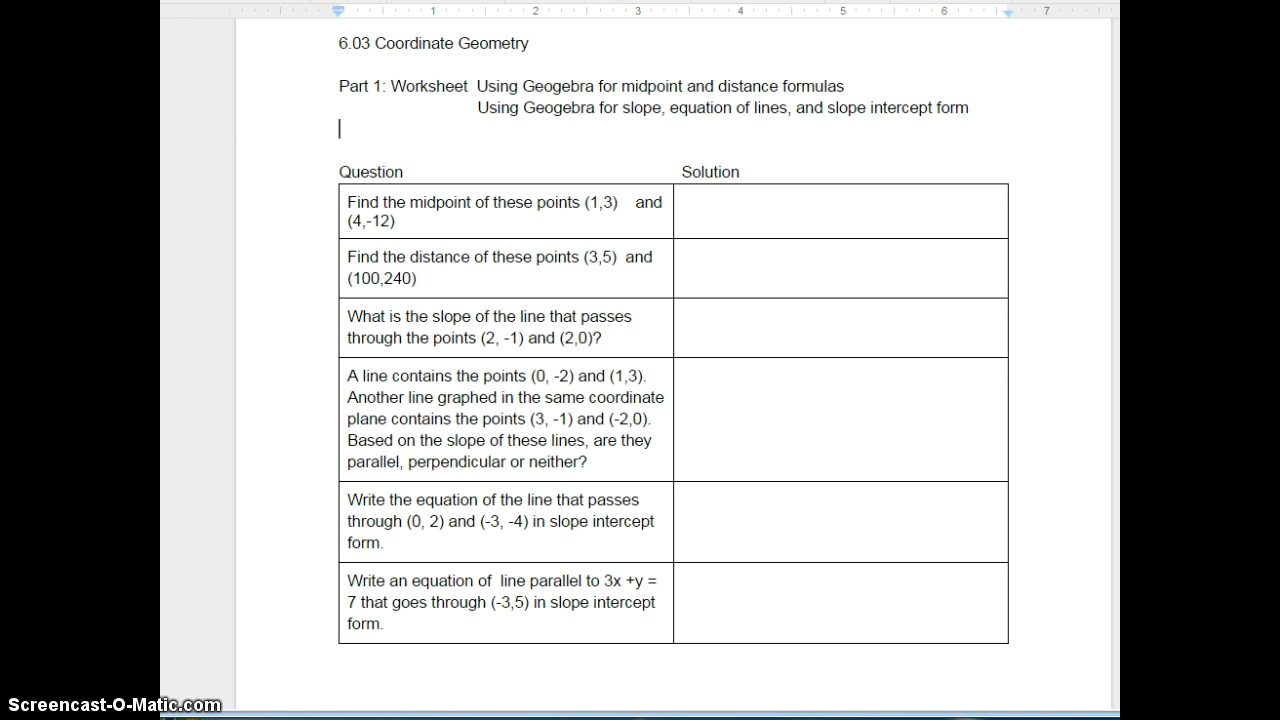 1 2 3 4 5 6 7
6.03 Coordinate Geometry
Part 1: Worksheet Using Geogebra for midpoint and distance formulas
Using Geogebra for slope, equation of lines, and slope intercept form
Question Solution
Find the midpoint of these points (1,3) and
(4,-12)
Find the distance of these points (3,5) and
(100,240)
What is the slope of the line that passes
through the points (2, -1) and (2,0)?
A line contains the points (0, -2) and (1,3).
Another line graphed in the same coordinate
plane contains the points (3, -1) and (-2,0).
Based on the slope of these lines, are they
parallel, perpendicular or neither?
Write the equation of the line that passes
through (0, 2) and (-3, -4) in slope intercept
form.
Write an equation of line parallel to 3x +y =
7 that goes through (-3,5) in slope intercept
form.
Screencast-O-Matic.com